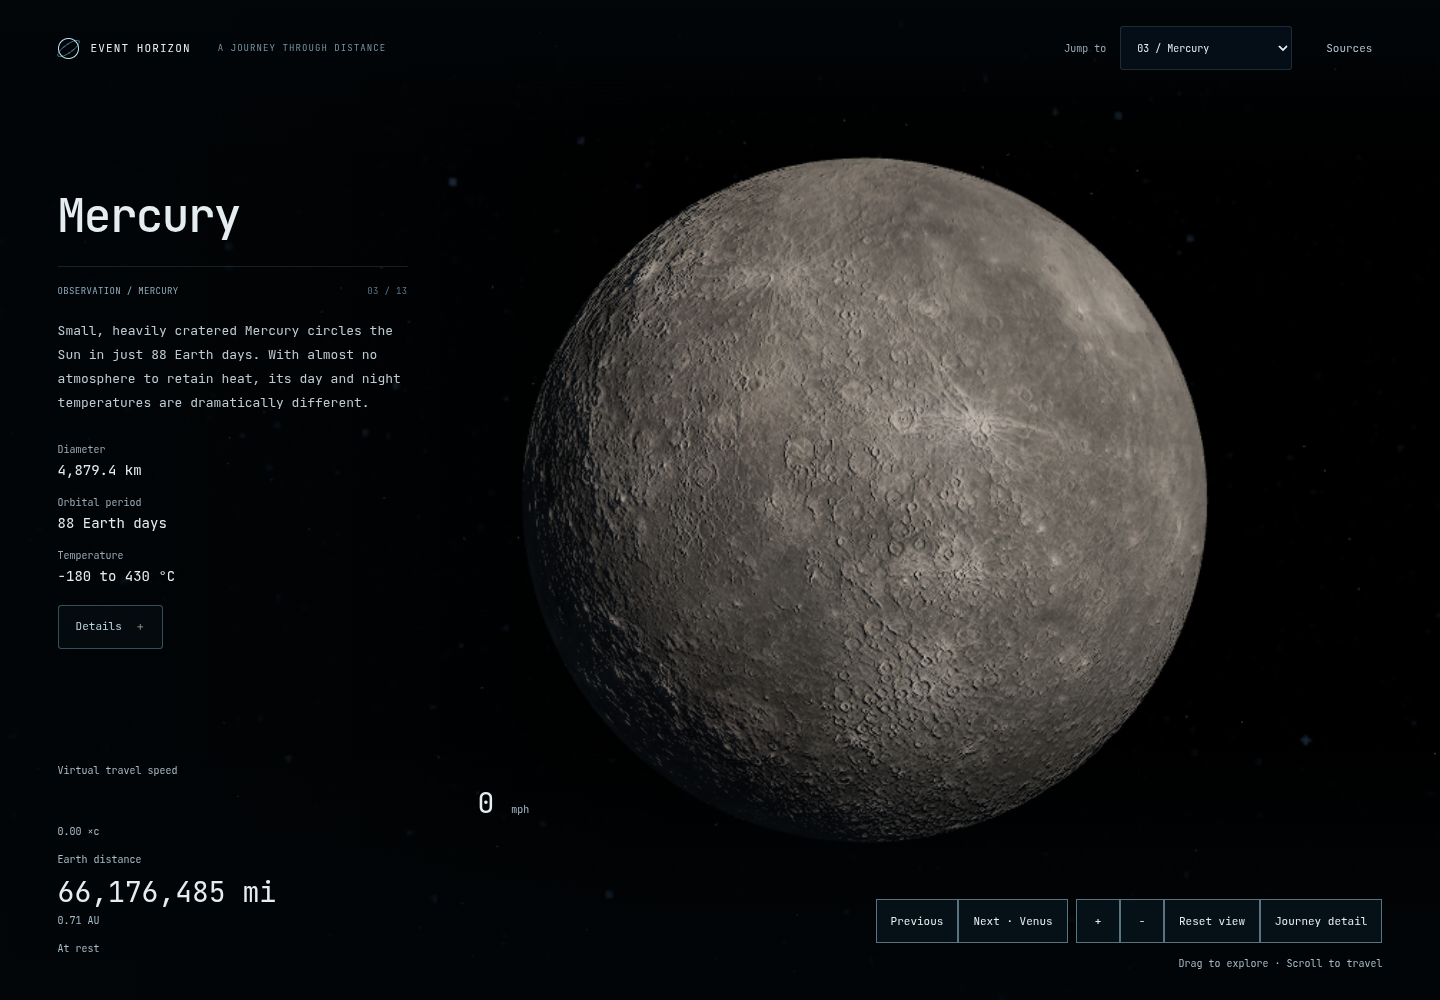 EVENT HORIZON
A JOURNEY THROUGH DISTANCE
Jump to
03 / Mercury
Sources
Mercury
OBSERVATION / MERCURY
03 / 13
Small, heavily cratered Mercury circles the
Sun in just 88 Earth days. With almost no
atmosphere to retain heat, its day and night
temperatures are dramatically different.
Diameter
4,879.4 km
Orbital period
88 Earth days
Temperature
-180 to 430 °C
Details +
Virtual travel speed
0 mph
0.00 ×c
Earth distance
66,176,485 mi
0.71 AU
At rest
Previous
Next · Venus
+
-
Reset view
Journey detail
Drag to explore · Scroll to travel